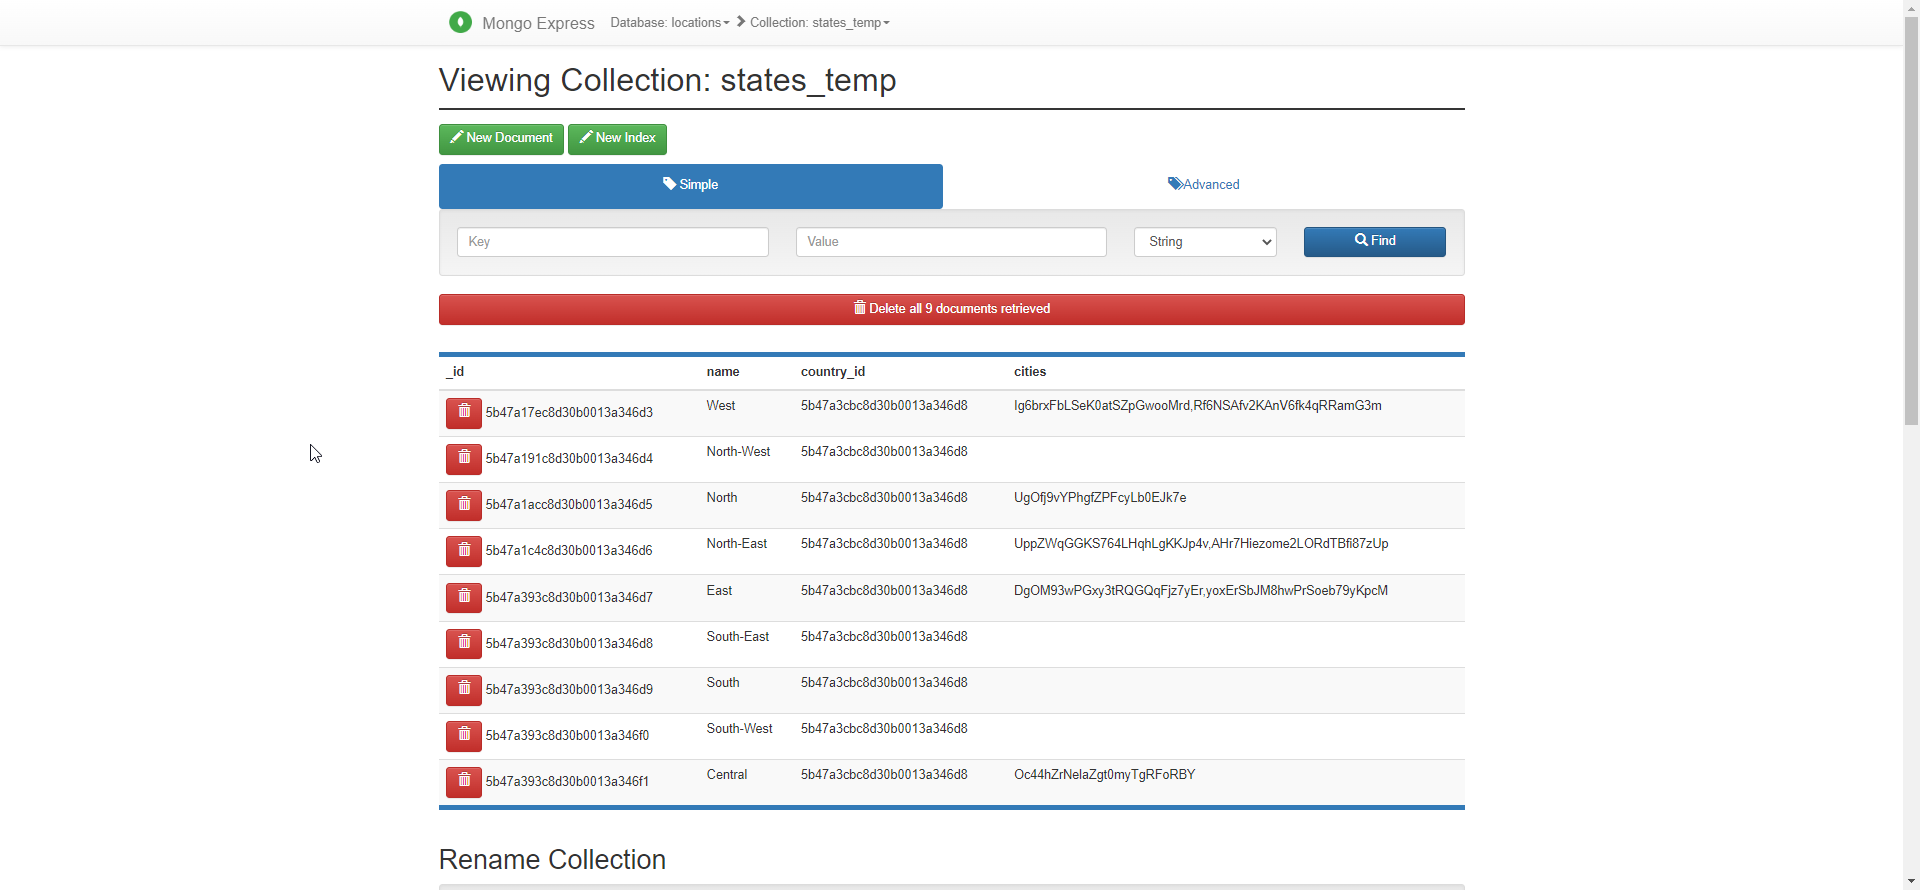 Mongo Express Database: locations Collection: states_temp
Viewing Collection: states_temp
New Document New Index
Simple Advanced
Key Value String Find
Delete all 9 documents retrieved
_id name country_id cities
5b47a17ec8d30b0013a346d3 West 5b47a3cbc8d30b0013a346d8 Ig6brxFbLSeK0atSZpGwooMrd,Rf6NSAfv2KAnV6fk4qRRamG3m
5b47a191c8d30b0013a346d4 North-West 5b47a3cbc8d30b0013a346d8
5b47a1acc8d30b0013a346d5 North 5b47a3cbc8d30b0013a346d8 UgOfj9vYPhgfZPFcyLb0EJk7e
5b47a1c4c8d30b0013a346d6 North-East 5b47a3cbc8d30b0013a346d8 UppZWqGGKS764LHqhLgKKJp4v,AHr7Hiezome2LORdTBfi87zUp
5b47a393c8d30b0013a346d7 East 5b47a3cbc8d30b0013a346d8 DgOM93wPGxy3tRQGQqFjz7yEr,yoxErSbJM8hwPrSoeb79yKpcM
5b47a393c8d30b0013a346d8 South-East 5b47a3cbc8d30b0013a346d8
5b47a393c8d30b0013a346d9 South 5b47a3cbc8d30b0013a346d8
5b47a393c8d30b0013a346f0 South-West 5b47a3cbc8d30b0013a346d8
5b47a393c8d30b0013a346f1 Central 5b47a3cbc8d30b0013a346d8 Oc44hZrNelaZgt0myTgRFoRBY
Rename Collection